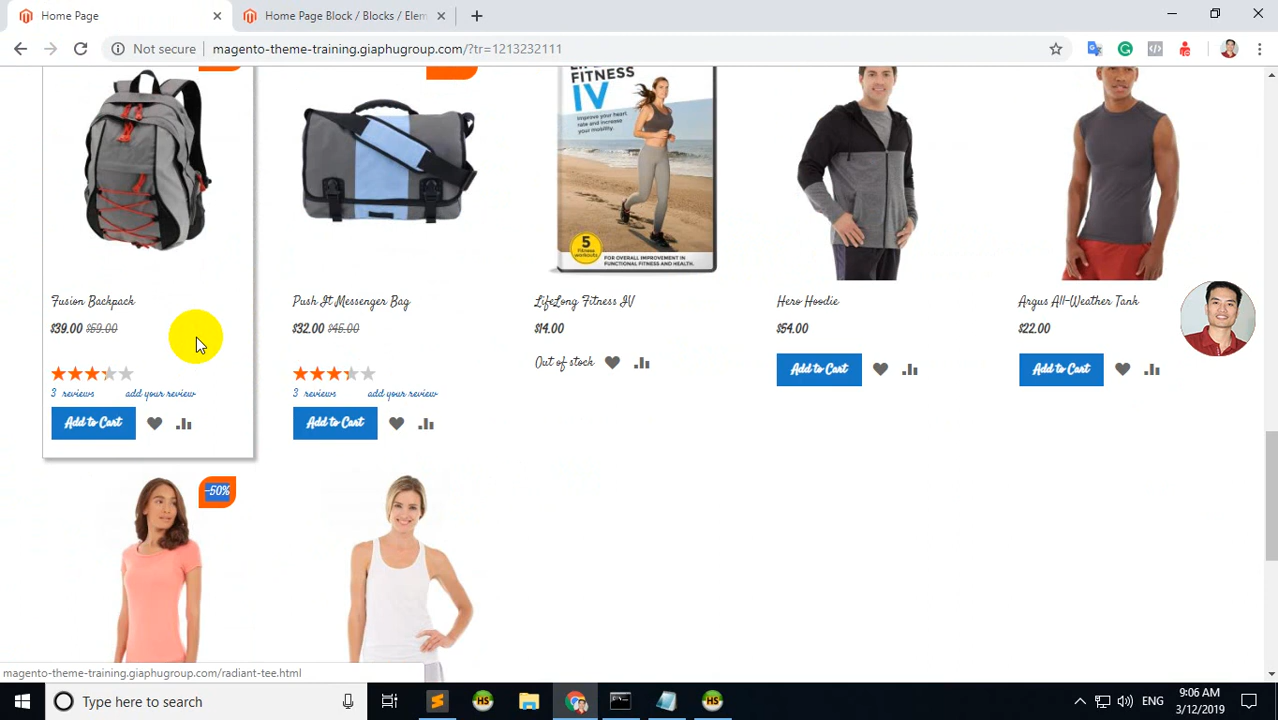 Home Page
Home Page Block / Blocks / Elem
Not secure
magento-theme-training.giaphugroup.com/?tr=1213232111
FITNESS
IV
Improve your heart
rate and increase
your mobility.
5
Fitness
workouts
FOR OVERALL IMPROVEMENT IN
FUNCTIONAL FITNESS AND HEALTH.
Fusion Backpack
Push It Messenger Bag
LifeLong Fitness IV
Hero Hoodie
Argus All-Weather Tank
$39.00 $59.00
$32.00 $45.00
$14.00
$54.00
$22.00
Out of stock
Add to Cart
Add to Cart
3 reviews add your review
3 reviews add your review
Add to Cart
Add to Cart
-50%
magento-theme-training.giaphugroup.com/radiant-tee.html
Type here to search
HS
HS
ENG
9:06 AM
3/12/2019